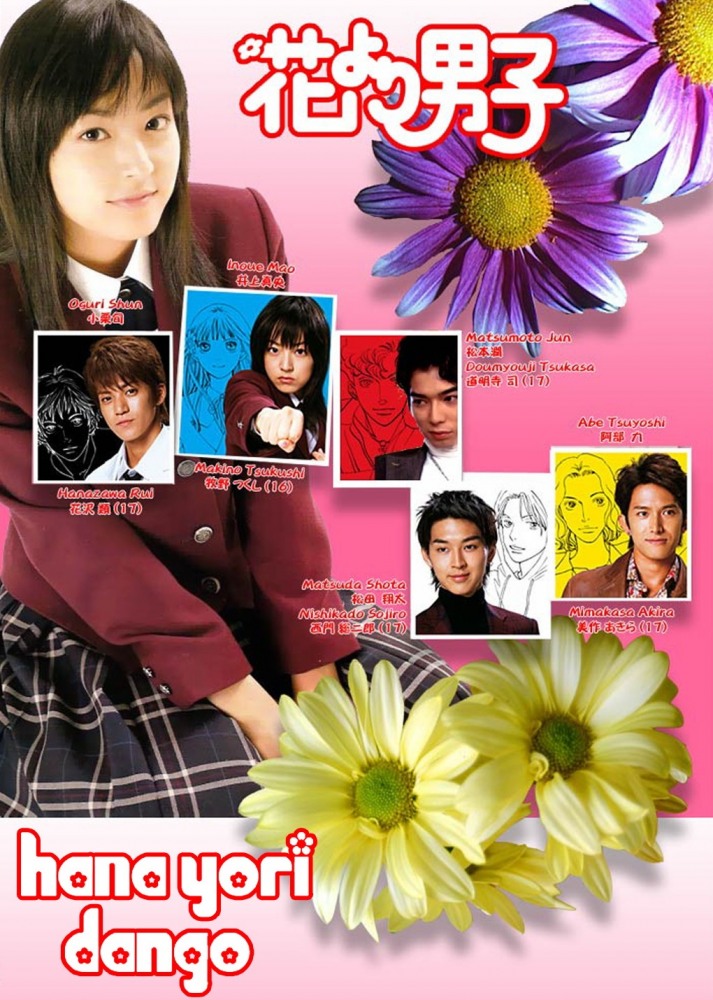 花より男子
Inoue Mao
井上真央
Oguri Shun
小栗司
Matsumoto Jun
松本潤
Doumyouji Tsukasa
道明寺 司 (17)
Makino Tsukushi
牧野 つくし (16)
Hanazawa Rui
花沢 類 (17)
Abe Tsuyoshi
阿部 力
Matsuda Shota
松田 翔太
Nishikado Sojiro
西門 総二郎 (17)
Mimakasa Akira
美作 あきら (17)
hana yori
dango